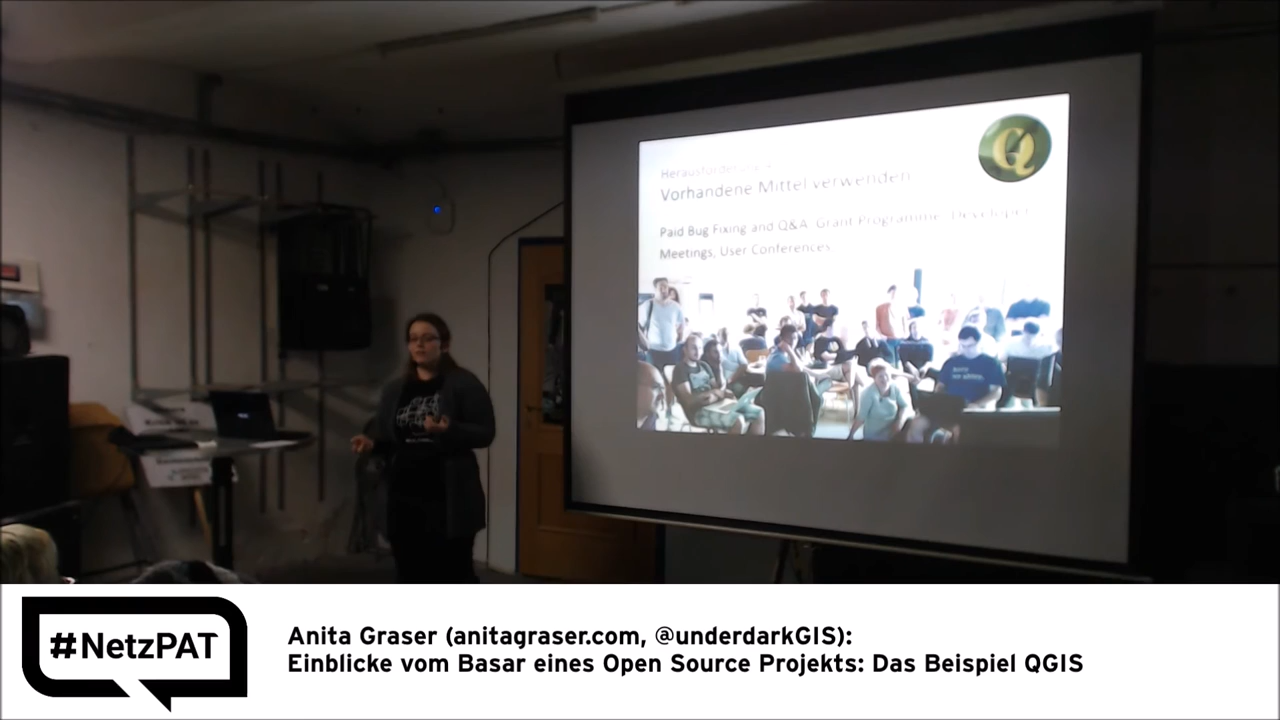 Vorhandene Mittel verwenden
Paid Bug Fixing and Q&A Grant Programme, Developer
Meetings, User Conferences
#NetzPAT
Anita Graser (anitagraser.com, @underdarkGIS):
Einblicke vom Basar eines Open Source Projekts: Das Beispiel QGIS